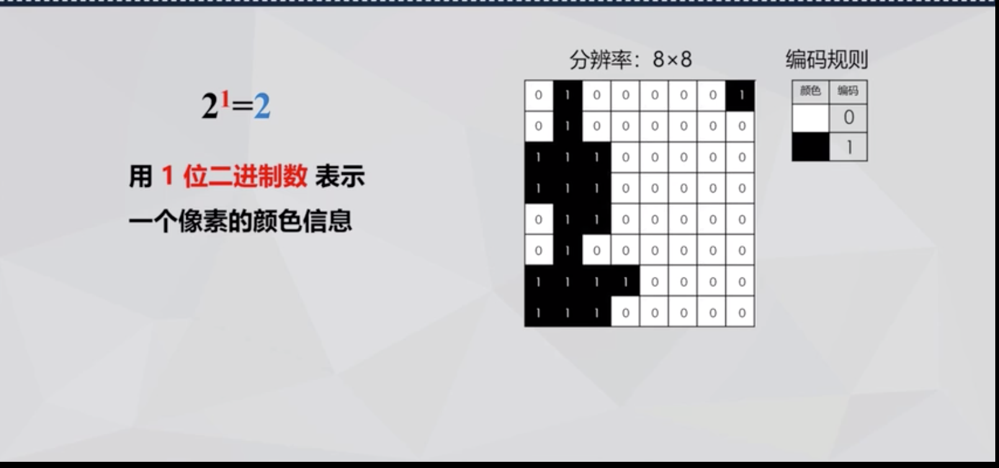 2¹=2
用 1 位二进制数 表示
一个像素的颜色信息
分辨率：8×8
0 1 0 0 0 0 0 1
0 1 0 0 0 0 0 0
1 1 1 0 0 0 0 0
1 1 1 0 0 0 0 0
0 1 1 0 0 0 0 0
0 1 0 0 0 0 0 0
1 1 1 1 0 0 0 0
1 1 1 0 0 0 0 0
编码规则
颜色 编码
0
1